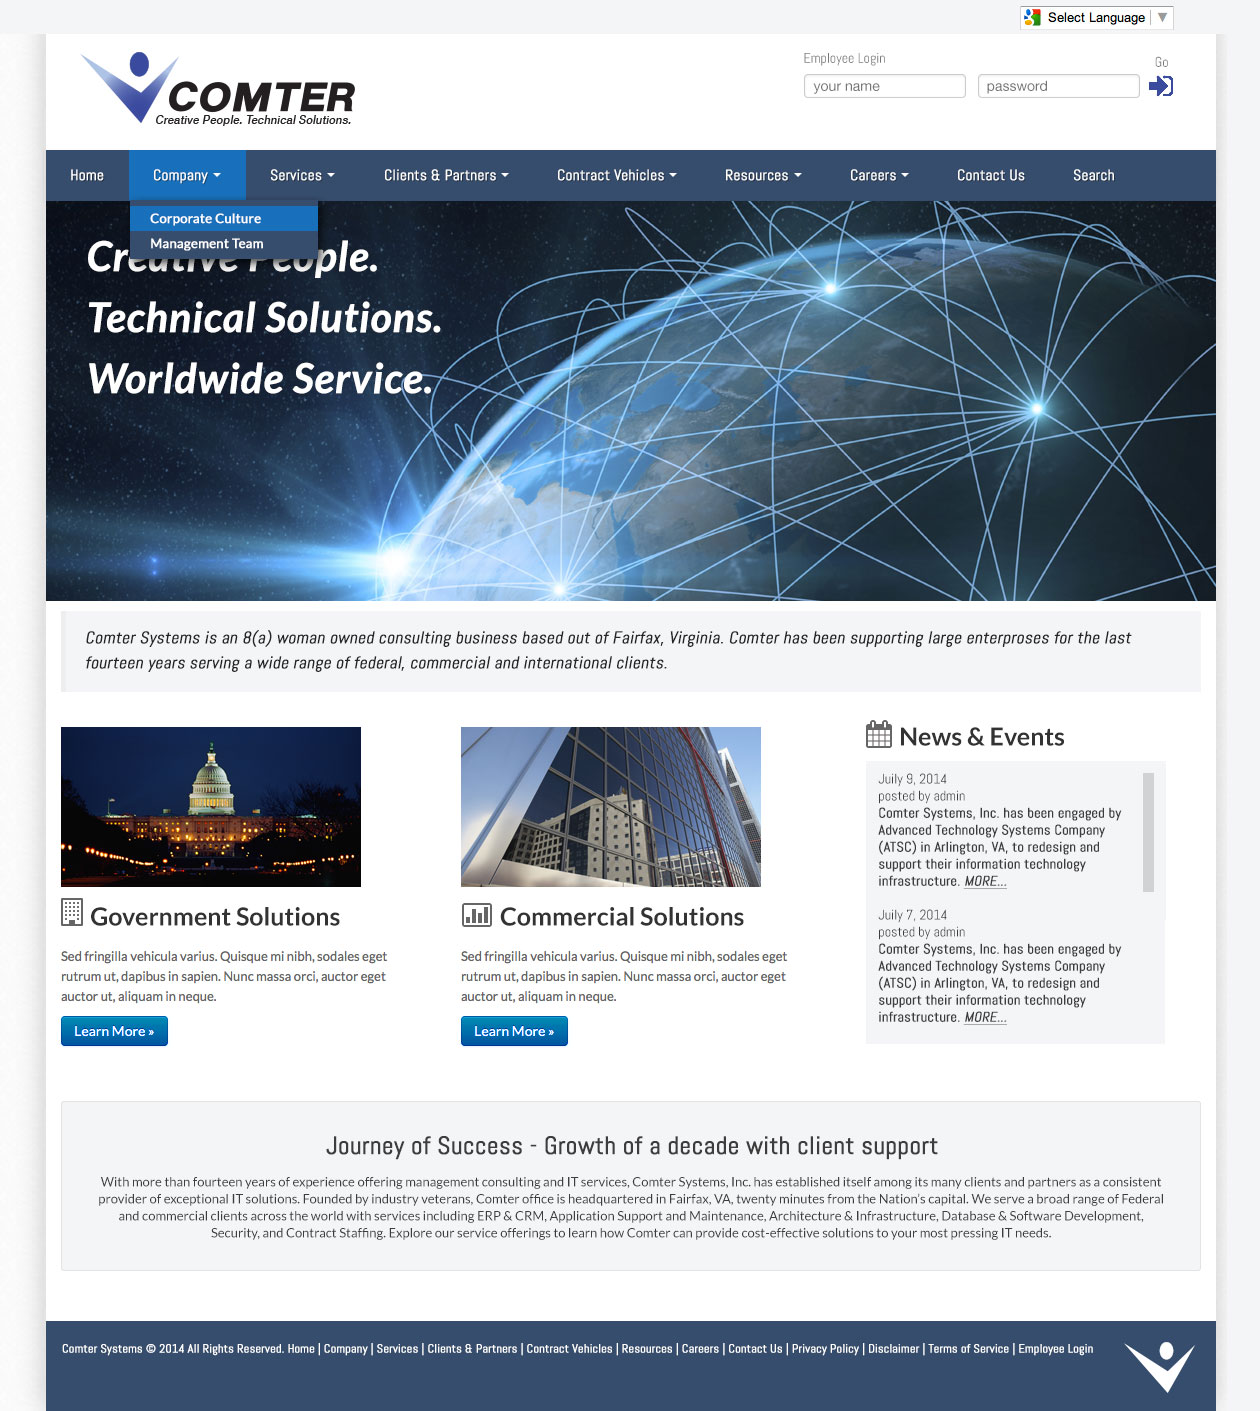 Select Language ▼
COMTER
Creative People. Technical Solutions.
Employee Login
your name
password
Go
Home
Company
Services
Clients & Partners
Contract Vehicles
Resources
Careers
Contact Us
Search
Corporate Culture
Management Team
Creative People.
Technical Solutions.
Worldwide Service.
Comter Systems is an 8(a) woman owned consulting business based out of Fairfax, Virginia. Comter has been supporting large enterproses for the last
fourteen years serving a wide range of federal, commercial and international clients.
Government Solutions
Sed fringilla vehicula varius. Quisque mi nibh, sodales eget
rutrum ut, dapibus in sapien. Nunc massa orci, auctor eget
auctor ut, aliquam in neque.
Learn More »
Commercial Solutions
Sed fringilla vehicula varius. Quisque mi nibh, sodales eget
rutrum ut, dapibus in sapien. Nunc massa orci, auctor eget
auctor ut, aliquam in neque.
Learn More »
News & Events
Juily 9, 2014
posted by admin
Comter Systems, Inc. has been engaged by
Advanced Technology Systems Company
(ATSC) in Arlington, VA, to redesign and
support their information technology
infrastructure. MORE...
Juily 7, 2014
posted by admin
Comter Systems, Inc. has been engaged by
Advanced Technology Systems Company
(ATSC) in Arlington, VA, to redesign and
support their information technology
infrastructure. MORE...
Journey of Success - Growth of a decade with client support
With more than fourteen years of experience offering management consulting and IT services, Comter Systems, Inc. has established itself among its many clients and partners as a consistent
provider of exceptional IT solutions. Founded by industry veterans, Comter office is headquartered in Fairfax, VA, twenty minutes from the Nation's capital. We serve a broad range of Federal
and commercial clients across the world with services including ERP & CRM, Application Support and Maintenance, Architecture & Infrastructure, Database & Software Development,
Security, and Contract Staffing. Explore our service offerings to learn how Comter can provide cost-effective solutions to your most pressing IT needs.
Comter Systems © 2014 All Rights Reserved. Home | Company | Services | Clients & Partners | Contract Vehicles | Resources | Careers | Contact Us | Privacy Policy | Disclaimer | Terms of Service | Employee Login